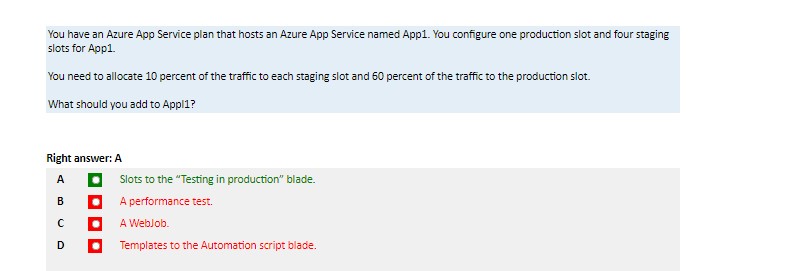 You have an Azure App Service plan that hosts an Azure App Service named App1. You configure one production slot and four staging
slots for App1.
You need to allocate 10 percent of the traffic to each staging slot and 60 percent of the traffic to the production slot.
What should you add to Appl1?
Right answer: A
A Slots to the "Testing in production" blade.
B A performance test.
C A WebJob.
D Templates to the Automation script blade.